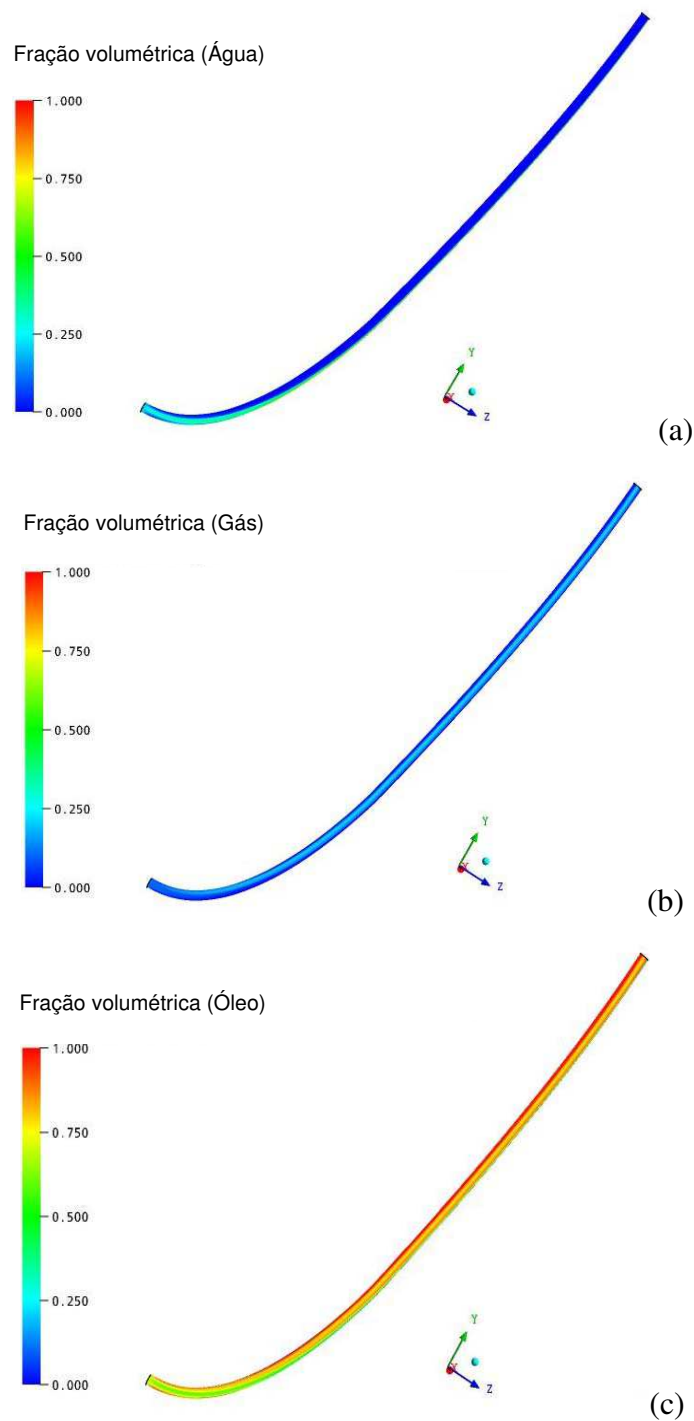 Fração volumétrica (Água)
1.000
0.750
0.500
0.250
0.000
Y
X
Z
(a)
Fração volumétrica (Gás)
1.000
0.750
0.500
0.250
0.000
Y
X
Z
(b)
Fração volumétrica (Óleo)
1.000
0.750
0.500
0.250
0.000
Y
X
Z
(c)